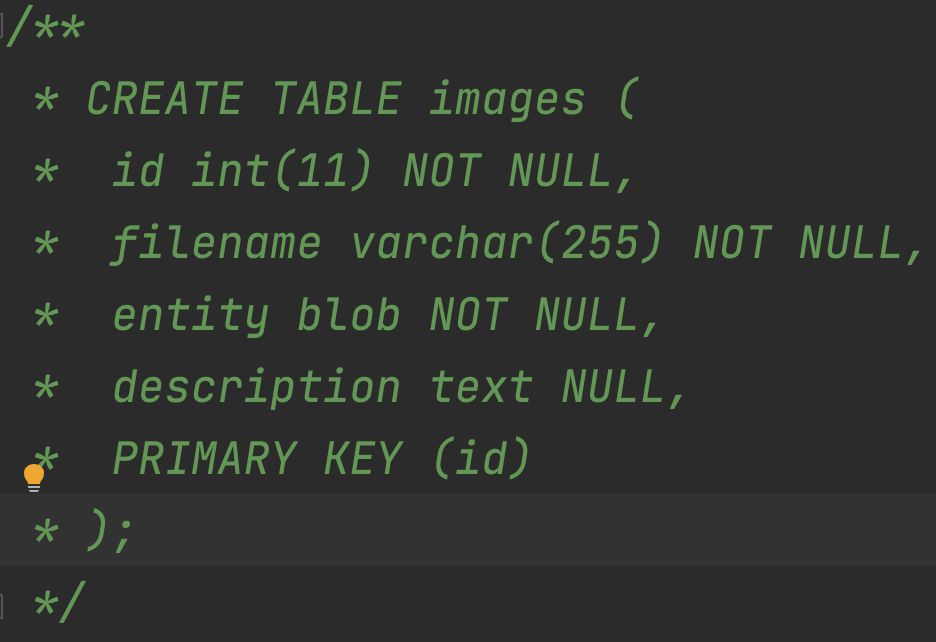 /**
 * CREATE TABLE images (
 *  id int(11) NOT NULL,
 *  filename varchar(255) NOT NULL,
 *  entity blob NOT NULL,
 *  description text NULL,
 *  PRIMARY KEY (id)
 * );
 */